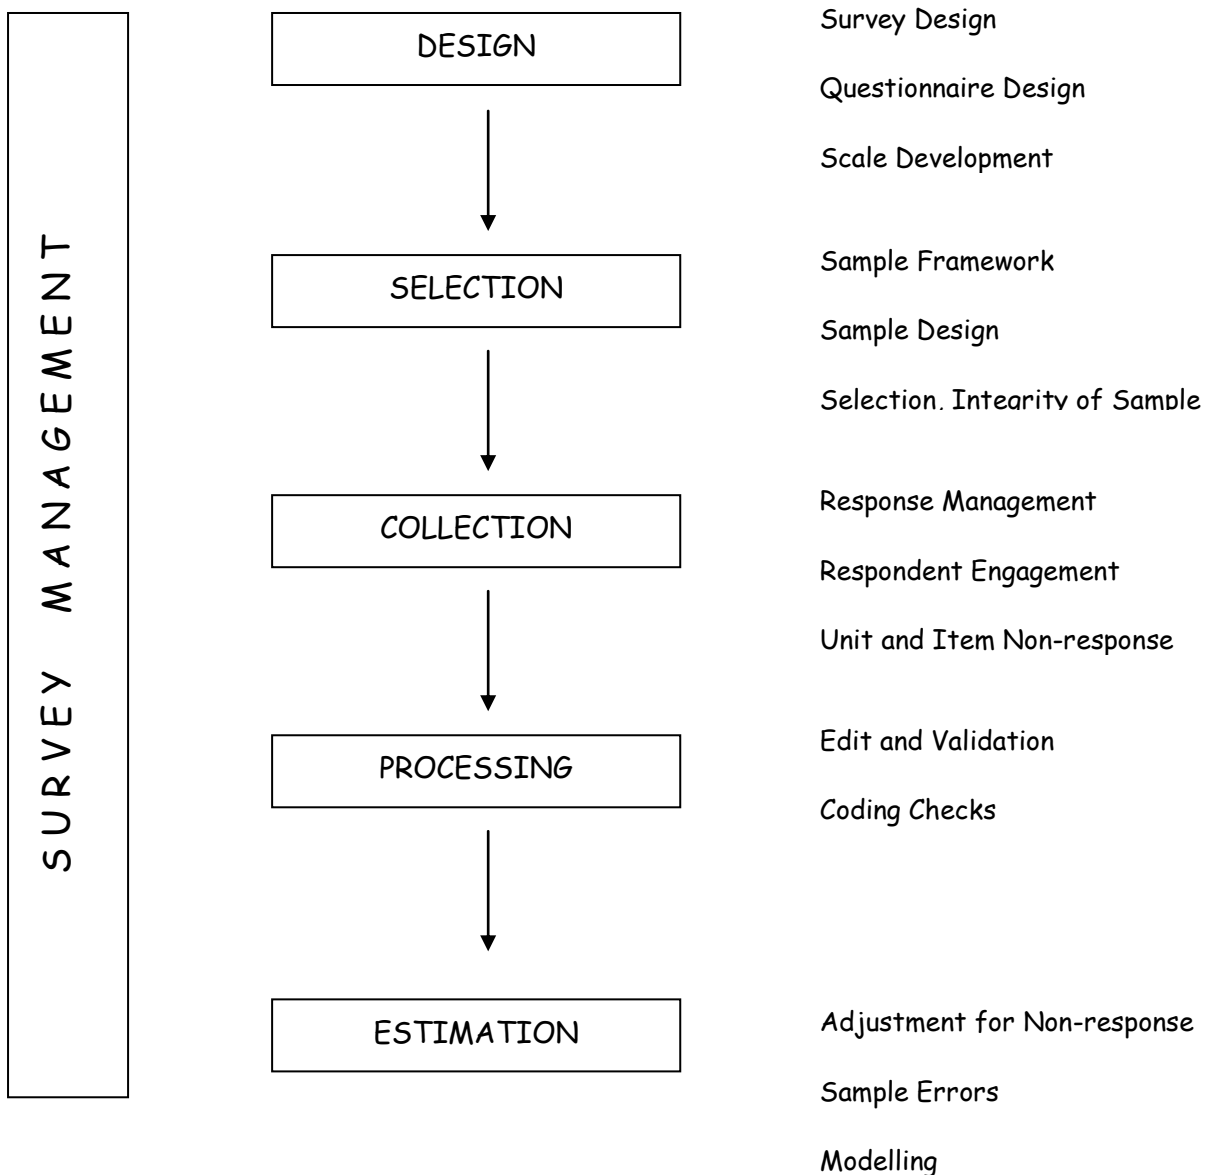 SURVEY MANAGEMENT
DESIGN
Survey Design
Questionnaire Design
Scale Development
SELECTION
Sample Framework
Sample Design
Selection, Integrity of Sample
COLLECTION
Response Management
Respondent Engagement
Unit and Item Non-response
PROCESSING
Edit and Validation
Coding Checks
ESTIMATION
Adjustment for Non-response
Sample Errors
Modelling